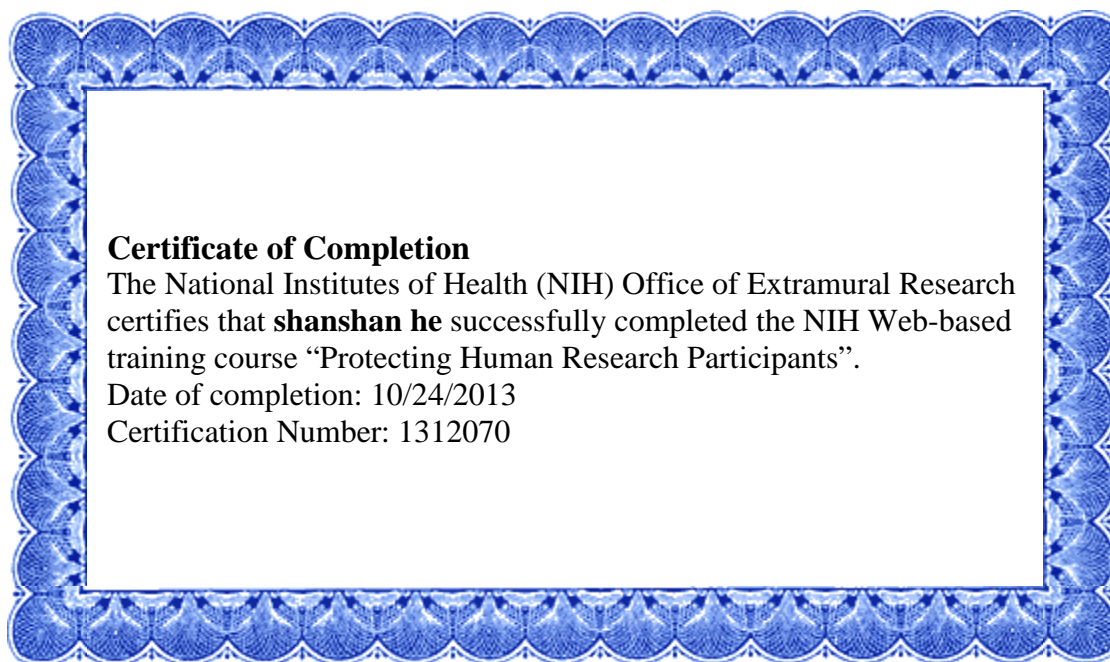 Certificate of Completion
The National Institutes of Health (NIH) Office of Extramural Research
certifies that shanshan he successfully completed the NIH Web-based
training course “Protecting Human Research Participants”.
Date of completion: 10/24/2013
Certification Number: 1312070